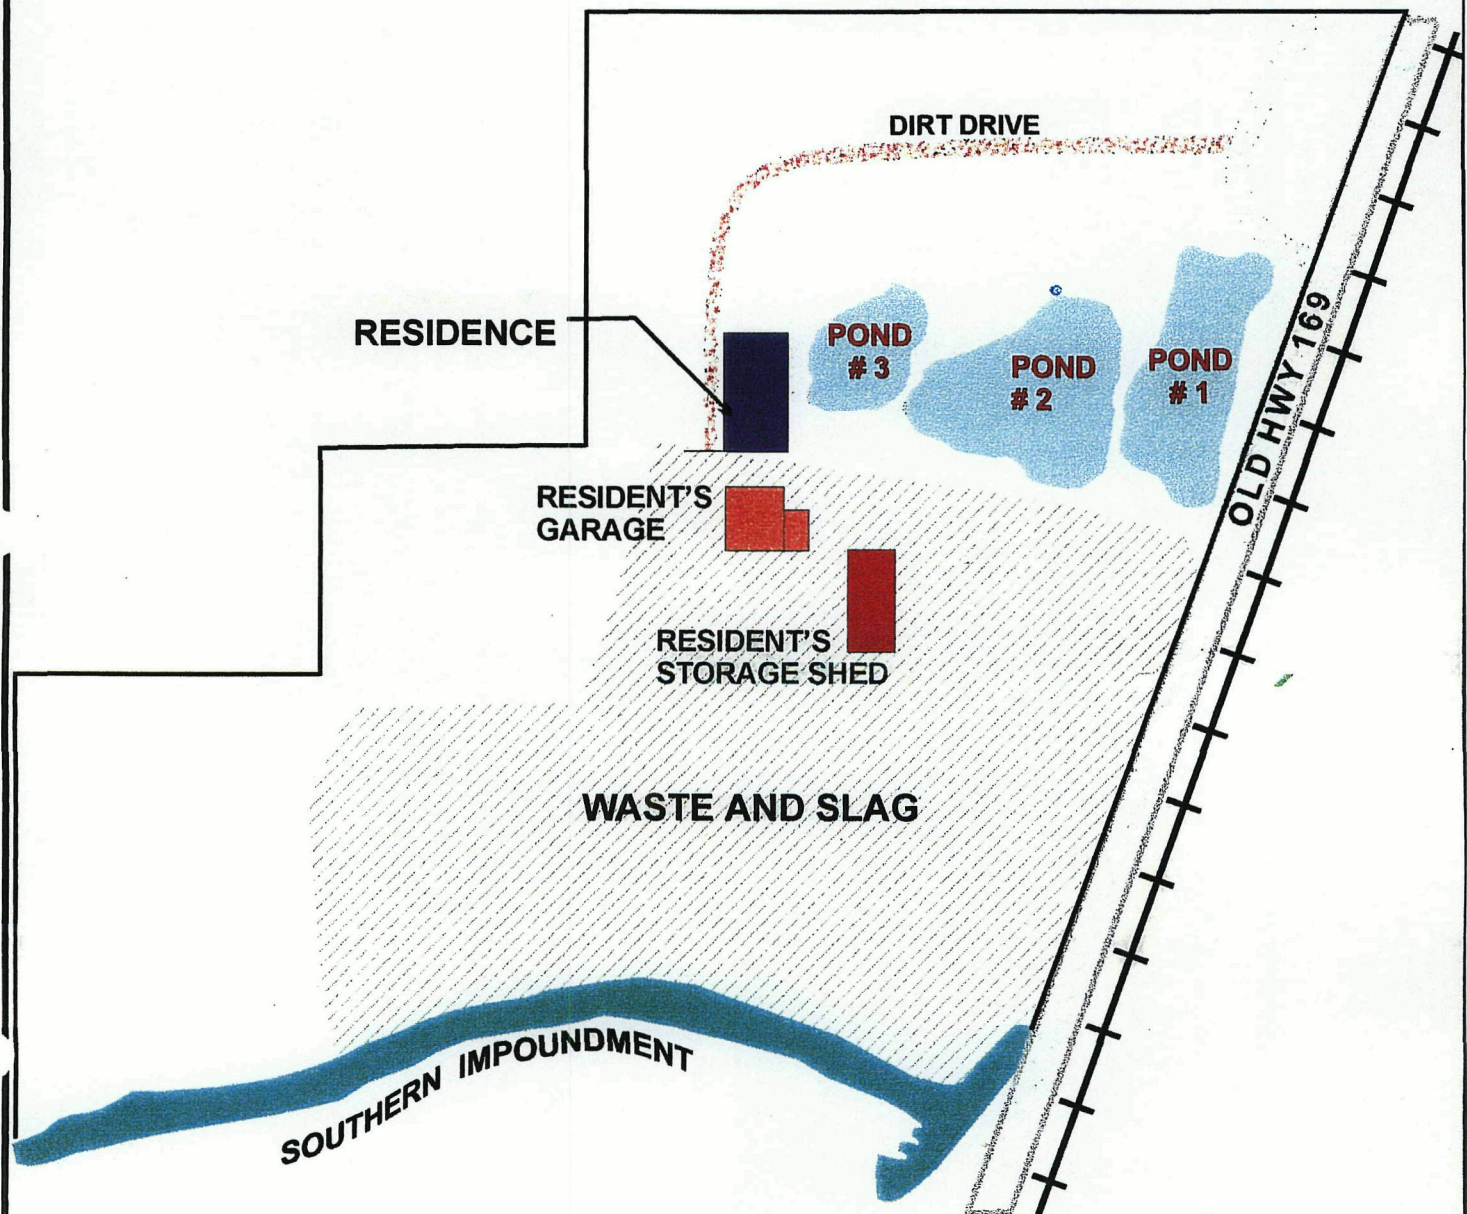 DIRT DRIVE
RESIDENCE
POND
# 3
POND
# 2
POND
# 1
OLD HWY 169
RESIDENT'S
GARAGE
RESIDENT'S
STORAGE SHED
WASTE AND SLAG
SOUTHERN IMPOUNDMENT